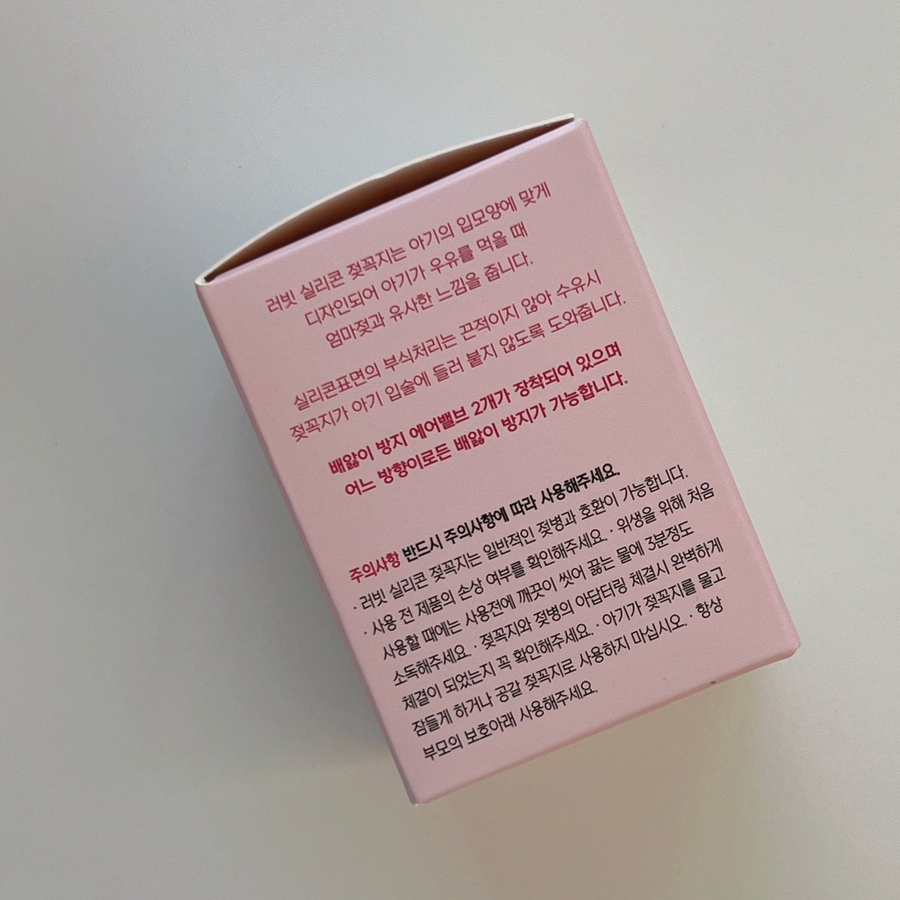 러빗 실리콘 젖꼭지는 아기의 입모양에 맞게
디자인되어 아기가 우유를 먹을 때
엄마젖과 유사한 느낌을 줍니다.
실리콘표면의 부식처리는 끈적이지 않아 수유시
젖꼭지가 아기 입술에 들러 붙지 않도록 도와줍니다.
배앓이 방지 에어밸브 2개가 장착되어 있으며
어느 방향이로든 배앓이 방지가 가능합니다.
주의사항 반드시 주의사항에 따라 사용해주세요.
· 러빗 실리콘 젖꼭지는 일반적인 젖병과 호환이 가능합니다.
· 사용 전 제품의 손상 여부를 확인해주세요. · 위생을 위해 처음
사용할 때에는 사용전에 깨끗이 씻어 끓는 물에 3분정도
소독해주세요. · 젖꼭지와 젖병의 아답터링 체결시 완벽하게
체결이 되었는지 꼭 확인해주세요. · 아기가 젖꼭지를 물고
잠들게 하거나 공갈 젖꼭지로 사용하지 마십시오. · 항상
부모의 보호아래 사용해주세요.